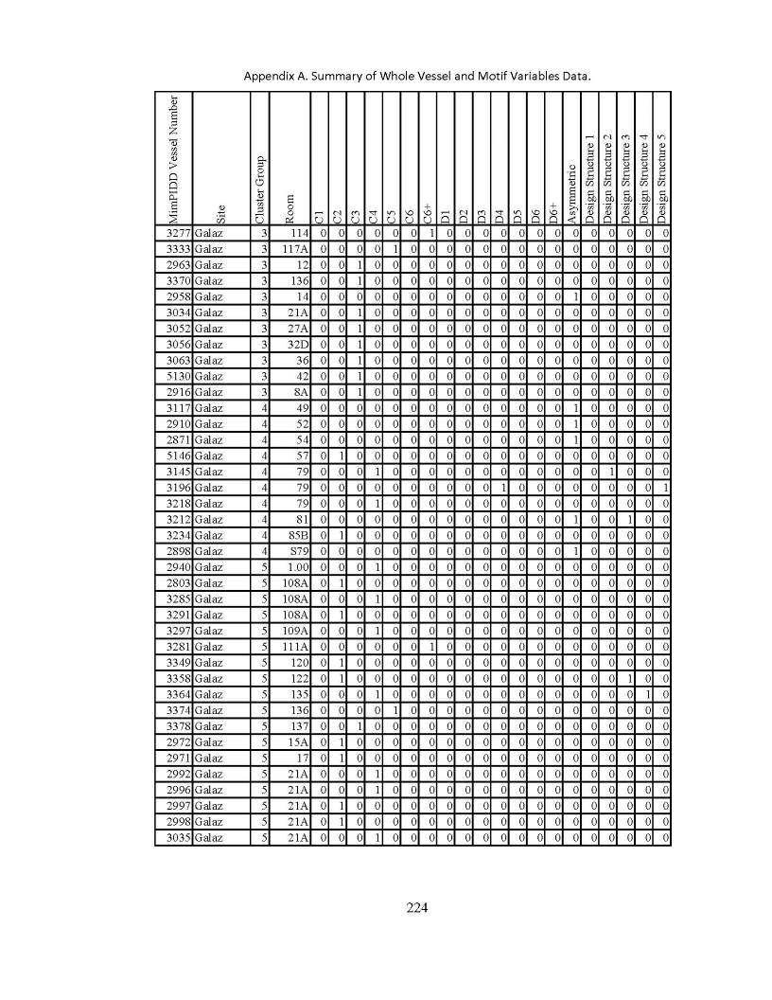 Appendix A. Summary of Whole Vessel and Motif Variables Data.
MimPIDD Vessel Number Site Cluster Group Room C1 C2 C3 C4 C5 C6 C6+ D1 D2 D3 D4 D5 D6 D6+ Asymmetric Design Structure 1 Design Structure 2 Design Structure 3 Design Structure 4 Design Structure 5
3277 Galaz 3 114 0 0 0 0 0 0 1 0 0 0 0 0 0 0 0 0 0 0 0 0
3333 Galaz 3 117A 0 0 0 0 1 0 0 0 0 0 0 0 0 0 0 0 0 0 0 0
2963 Galaz 3 12 0 0 1 0 0 0 0 0 0 0 0 0 0 0 0 0 0 0 0 0
3370 Galaz 3 136 0 0 1 0 0 0 0 0 0 0 0 0 0 0 0 0 0 0 0 0
2958 Galaz 3 14 0 0 0 0 0 0 0 0 0 0 0 0 0 0 1 0 0 0 0 0
3034 Galaz 3 21A 0 0 1 0 0 0 0 0 0 0 0 0 0 0 0 0 0 0 0 0
3052 Galaz 3 27A 0 0 1 0 0 0 0 0 0 0 0 0 0 0 0 0 0 0 0 0
3056 Galaz 3 32D 0 0 1 0 0 0 0 0 0 0 0 0 0 0 0 0 0 0 0 0
3063 Galaz 3 36 0 0 1 0 0 0 0 0 0 0 0 0 0 0 0 0 0 0 0 0
5130 Galaz 3 42 0 0 1 0 0 0 0 0 0 0 0 0 0 0 0 0 0 0 0 0
2916 Galaz 3 8A 0 0 1 0 0 0 0 0 0 0 0 0 0 0 0 0 0 0 0 0
3117 Galaz 4 49 0 0 0 0 0 0 0 0 0 0 0 0 0 0 1 0 0 0 0 0
2910 Galaz 4 52 0 0 0 0 0 0 0 0 0 0 0 0 0 0 1 0 0 0 0 0
2871 Galaz 4 54 0 0 0 0 0 0 0 0 0 0 0 0 0 0 1 0 0 0 0 0
5146 Galaz 4 57 0 1 0 0 0 0 0 0 0 0 0 0 0 0 0 0 0 0 0 0
3145 Galaz 4 79 0 0 0 1 0 0 0 0 0 0 0 0 0 0 0 0 1 0 0 0
3196 Galaz 4 79 0 0 0 0 0 0 0 0 0 0 1 0 0 0 0 0 0 0 0 1
3218 Galaz 4 79 0 0 0 1 0 0 0 0 0 0 0 0 0 0 0 0 0 0 0 0
3212 Galaz 4 81 0 0 0 0 0 0 0 0 0 0 0 0 0 0 1 0 0 1 0 0
3234 Galaz 4 85B 0 1 0 0 0 0 0 0 0 0 0 0 0 0 0 0 0 0 0 0
2898 Galaz 4 S79 0 0 0 0 0 0 0 0 0 0 0 0 0 0 1 0 0 0 0 0
2940 Galaz 5 1.00 0 0 0 1 0 0 0 0 0 0 0 0 0 0 0 0 0 0 0 0
2803 Galaz 5 108A 0 1 0 0 0 0 0 0 0 0 0 0 0 0 0 0 0 0 0 0
3285 Galaz 5 108A 0 0 0 1 0 0 0 0 0 0 0 0 0 0 0 0 0 0 0 0
3291 Galaz 5 108A 0 1 0 0 0 0 0 0 0 0 0 0 0 0 0 0 0 0 0 0
3297 Galaz 5 109A 0 0 0 1 0 0 0 0 0 0 0 0 0 0 0 0 0 0 0 0
3281 Galaz 5 111A 0 0 0 0 0 0 1 0 0 0 0 0 0 0 0 0 0 0 0 0
3349 Galaz 5 120 0 1 0 0 0 0 0 0 0 0 0 0 0 0 0 0 0 0 0 0
3358 Galaz 5 122 0 1 0 0 0 0 0 0 0 0 0 0 0 0 0 0 0 1 0 0
3364 Galaz 5 135 0 0 0 1 0 0 0 0 0 0 0 0 0 0 0 0 0 0 1 0
3374 Galaz 5 136 0 0 0 0 1 0 0 0 0 0 0 0 0 0 0 0 0 0 0 0
3378 Galaz 5 137 0 0 1 0 0 0 0 0 0 0 0 0 0 0 0 0 0 0 0 0
2972 Galaz 5 15A 0 1 0 0 0 0 0 0 0 0 0 0 0 0 0 0 0 0 0 0
2971 Galaz 5 17 0 1 0 0 0 0 0 0 0 0 0 0 0 0 0 0 0 0 0 0
2992 Galaz 5 21A 0 0 0 1 0 0 0 0 0 0 0 0 0 0 0 0 0 0 0 0
2996 Galaz 5 21A 0 0 0 1 0 0 0 0 0 0 0 0 0 0 0 0 0 0 0 0
2997 Galaz 5 21A 0 1 0 0 0 0 0 0 0 0 0 0 0 0 0 0 0 0 0 0
2998 Galaz 5 21A 0 1 0 0 0 0 0 0 0 0 0 0 0 0 0 0 0 0 0 0
3035 Galaz 5 21A 0 0 0 1 0 0 0 0 0 0 0 0 0 0 0 0 0 0 0 0
224